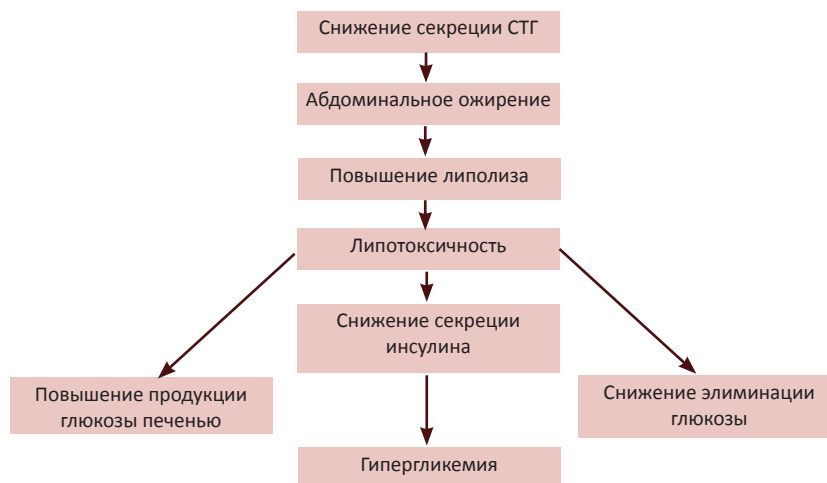 Снижение секреции СТГ
Абдоминальное ожирение
Повышение липолиза
Липотоксичность
Снижение секреции
инсулина
Повышение продукции
глюкозы печенью
Снижение элиминации
глюкозы
Гипергликемия